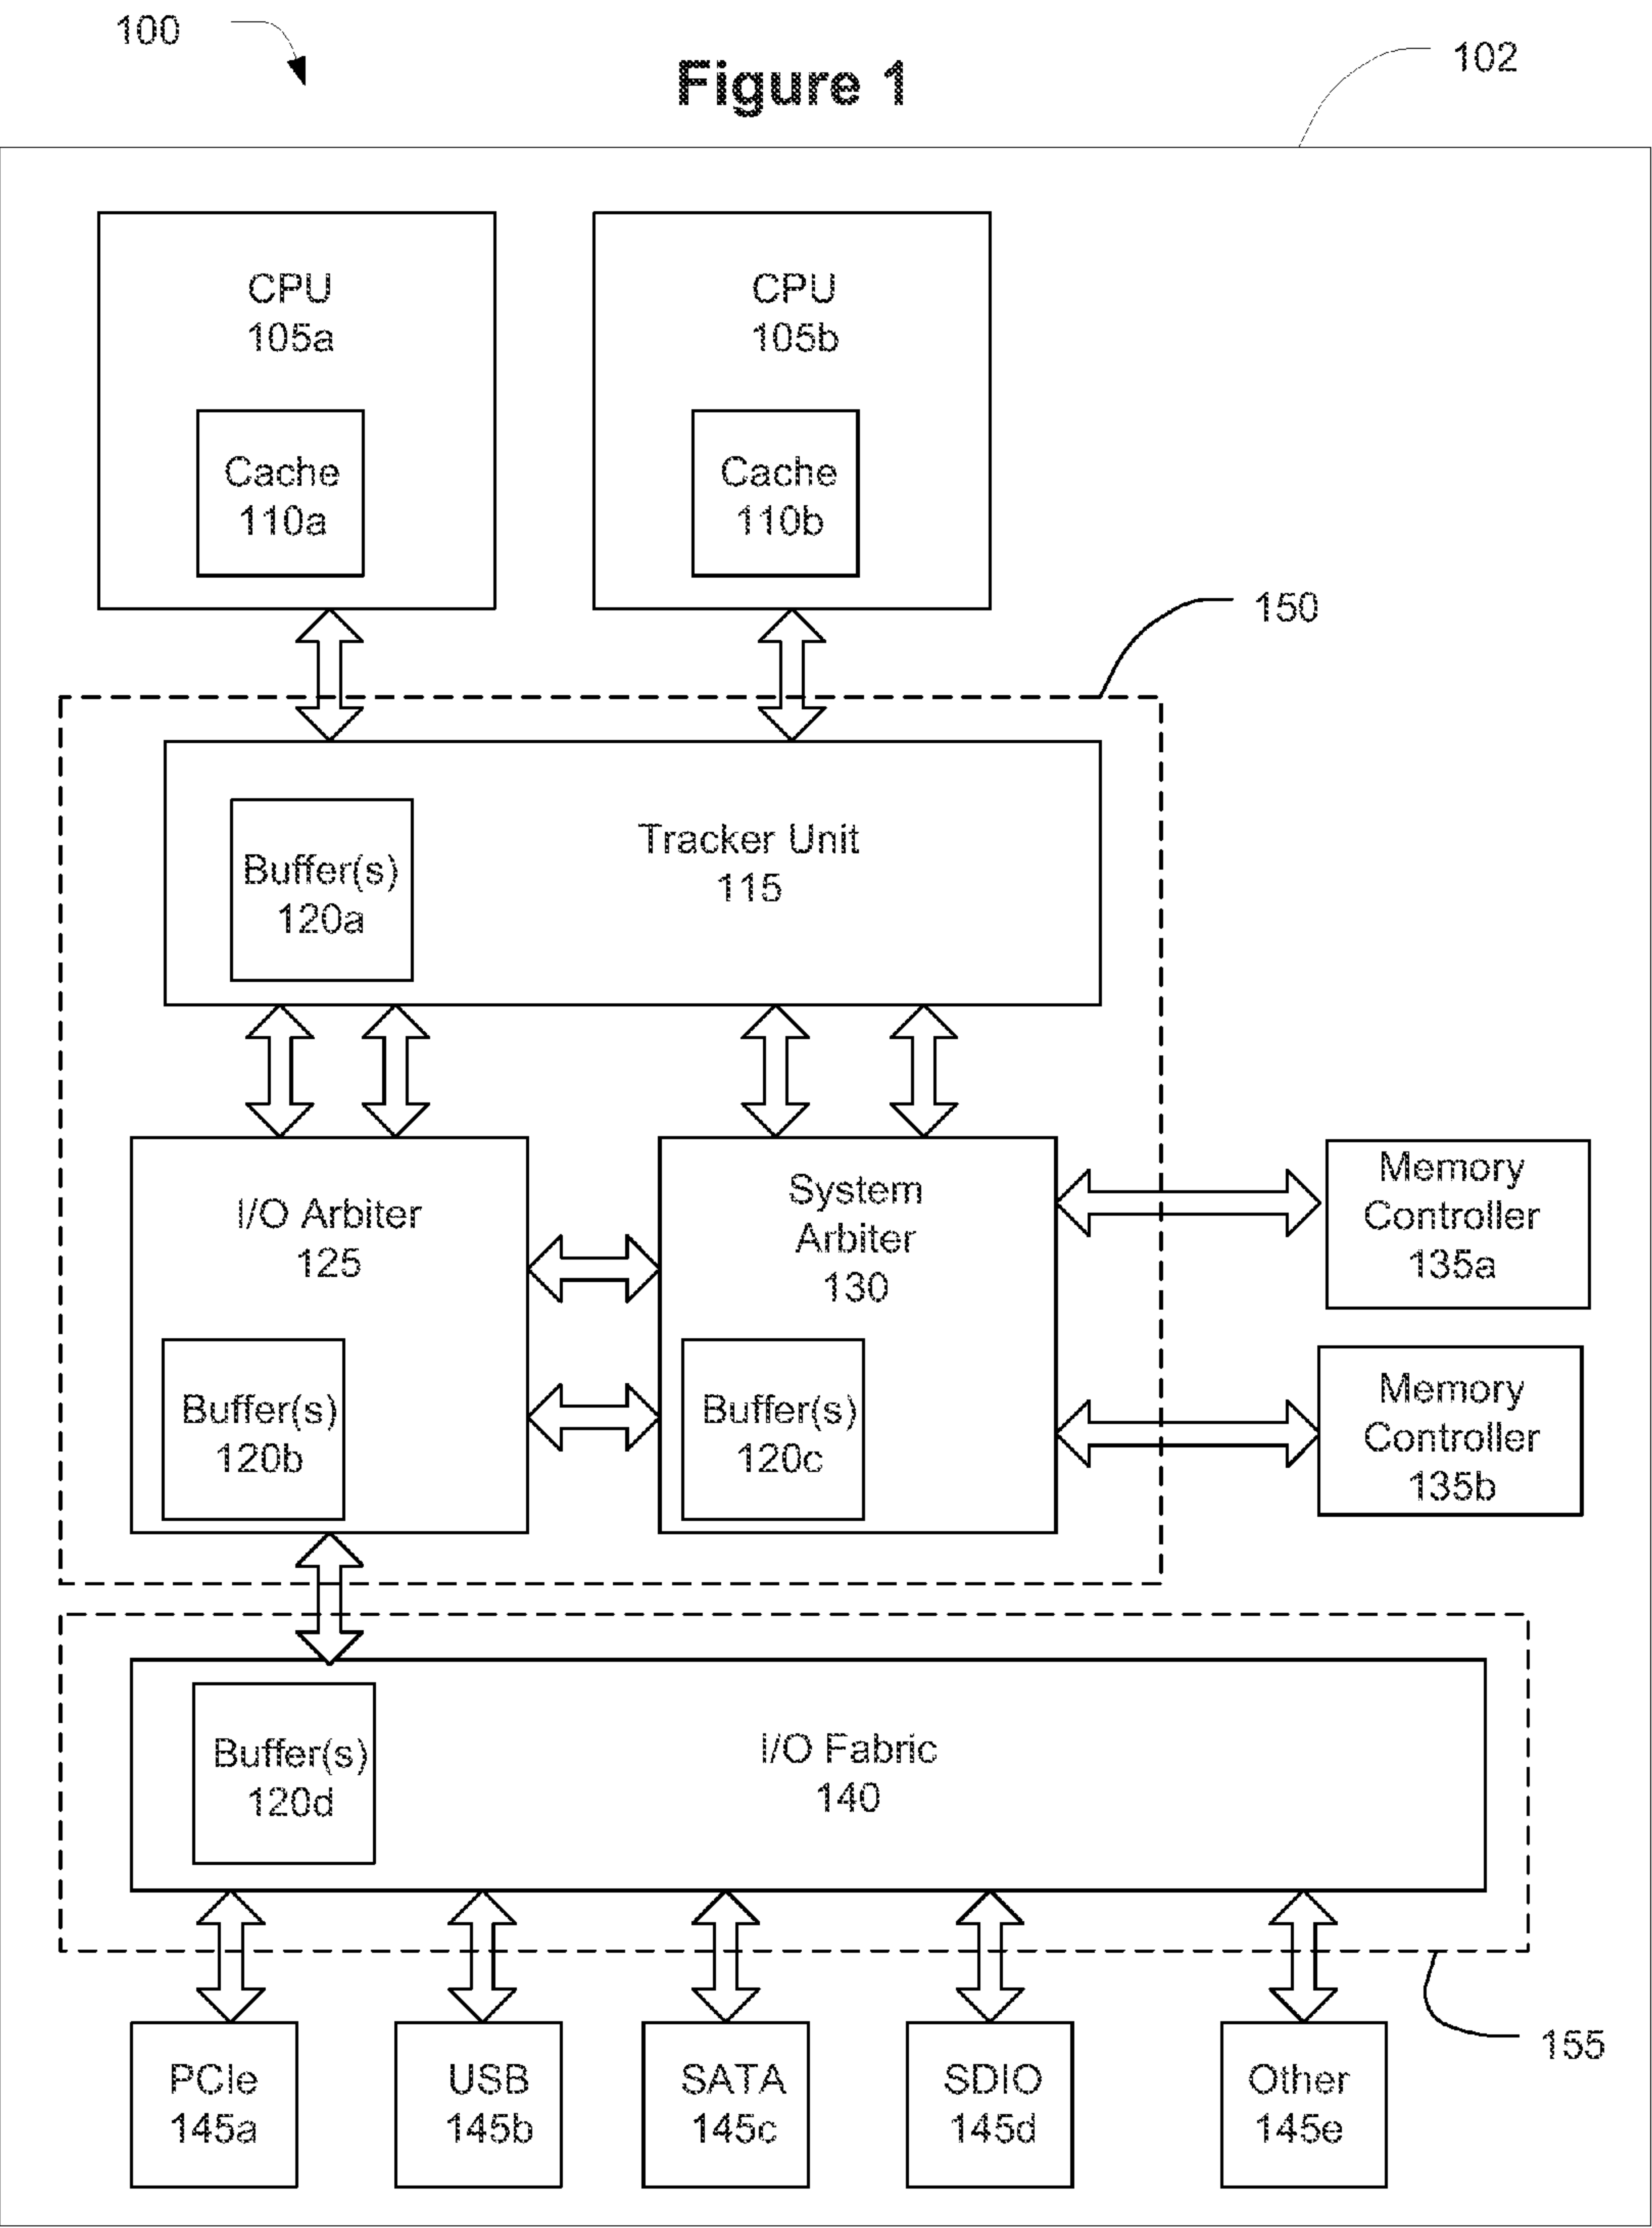 100
Figure 1
102
CPU
105a
CPU
105b
Cache
110a
Cache
110b
150
Tracker Unit
115
Buffer(s)
120a
I/O Arbiter
125
System
Arbiter
130
Memory
Controller
135a
Buffer(s)
120b
Buffer(s)
120c
Memory
Controller
135b
Buffer(s)
120d
I/O Fabric
140
155
PCIe
145a
USB
145b
SATA
145c
SDIO
145d
Other
145e